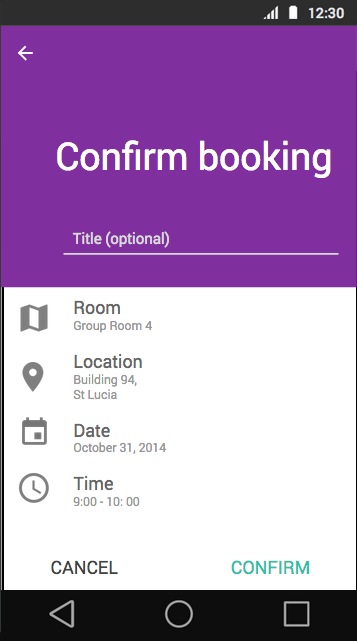 12:30
Confirm booking
Title (optional)
Room
Group Room 4
Location
Building 94,
St Lucia
Date
October 31, 2014
Time
9:00 - 10: 00
CANCEL CONFIRM